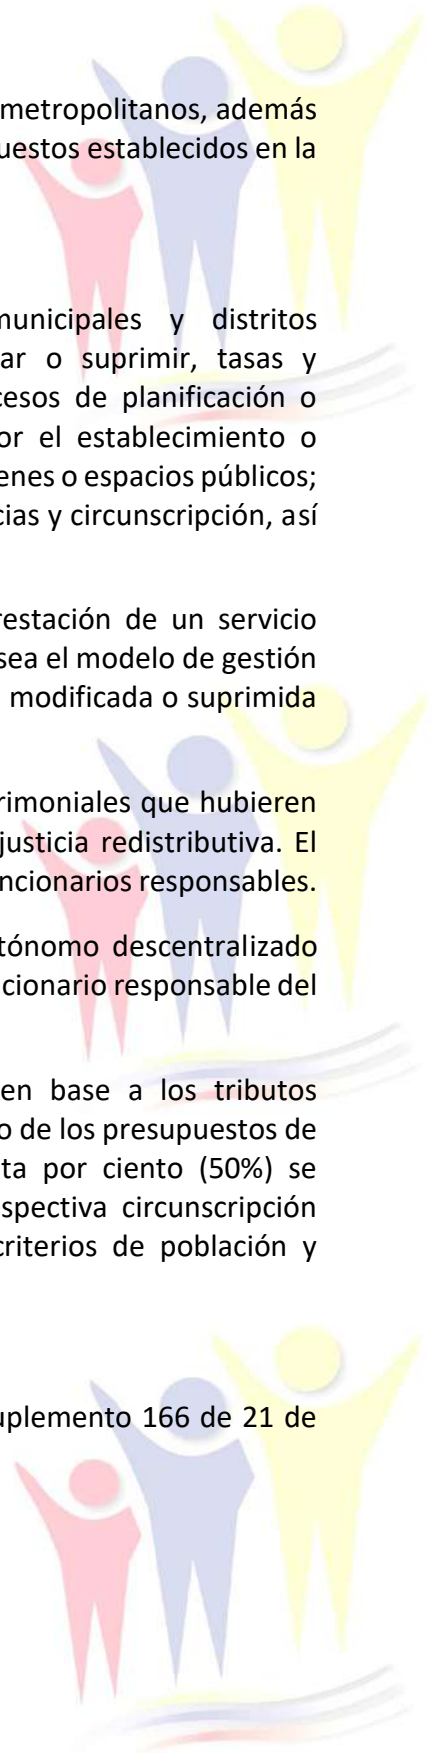 metropolitanos, además
uestos establecidos en la
unicipales y distritos
ar o suprimir, tasas y
cesos de planificación o
or el establecimiento o
enes o espacios públicos;
cias y circunscripción, así
restación de un servicio
sea el modelo de gestión
modificada o suprimida
rimoniales que hubieren
justicia redistributiva. El
ncionarios responsables.
tónomo descentralizado
cionario responsable del
en base a los tributos
o de los presupuestos de
ta por ciento (50%) se
spectiva circunscripción
criterios de población y
uplemento 166 de 21 de